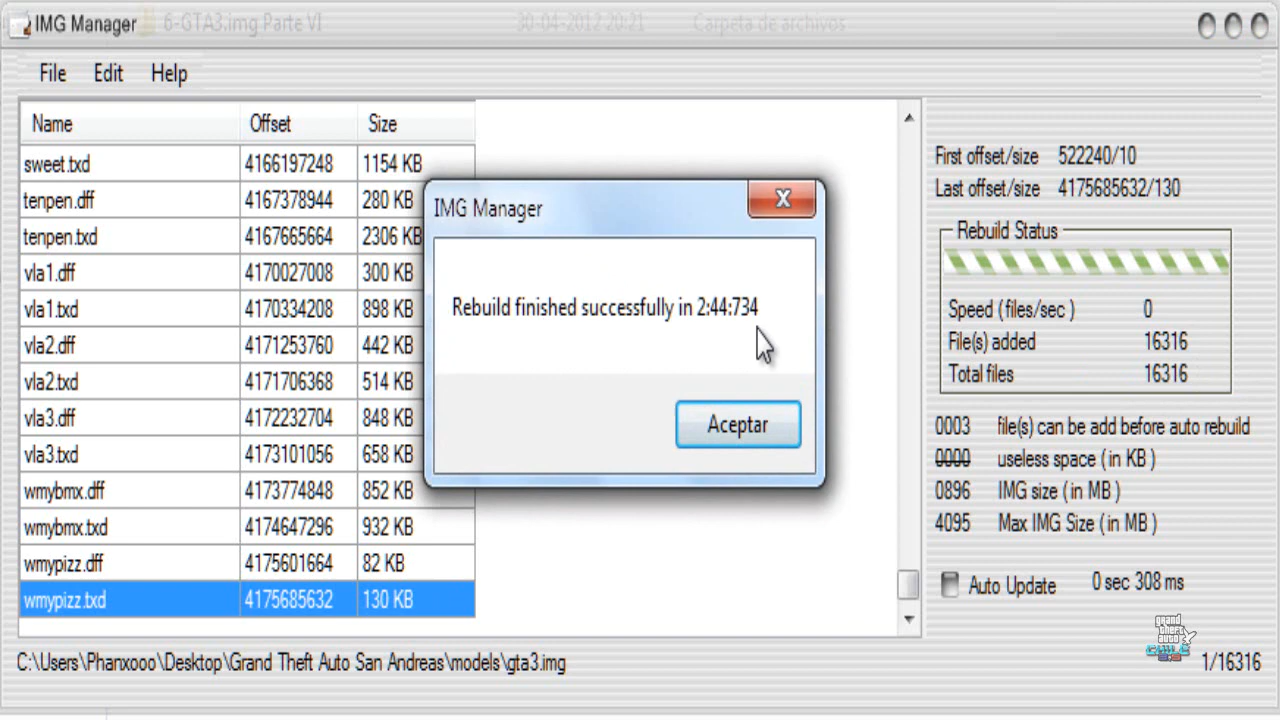 IMG Manager
6-GTA3.img Parte VI 30-04-2012 20:21 Carpeta de archivos
File Edit Help
Name Offset Size
sweet.txd 4166197248 1154 KB
tenpen.dff 4167378944 280 KB
tenpen.txd 4167665664 2306 KB
vla1.dff 4170027008 300 KB
vla1.txd 4170334208 898 KB
vla2.dff 4171253760 442 KB
vla2.txd 4171706368 514 KB
vla3.dff 4172232704 848 KB
vla3.txd 4173101056 658 KB
wmybmx.dff 4173774848 852 KB
wmybmx.txd 4174647296 932 KB
wmypizz.dff 4175601664 82 KB
wmypizz.txd 4175685632 130 KB
IMG Manager
X
Rebuild finished successfully in 2:44:734
Aceptar
First offset/size 522240/10
Last offset/size 4175685632/130
Rebuild Status
Speed ( files/sec ) 0
File(s) added 16316
Total files 16316
0003 file(s) can be add before auto rebuild
0000 useless space ( in KB )
0896 IMG size ( in MB )
4095 Max IMG Size ( in MB )
Auto Update 0 sec 308 ms
grand
theft
auto
C:\Users\Phanxooo\Desktop\Grand Theft Auto San Andreas\models\gta3.img
1/16316